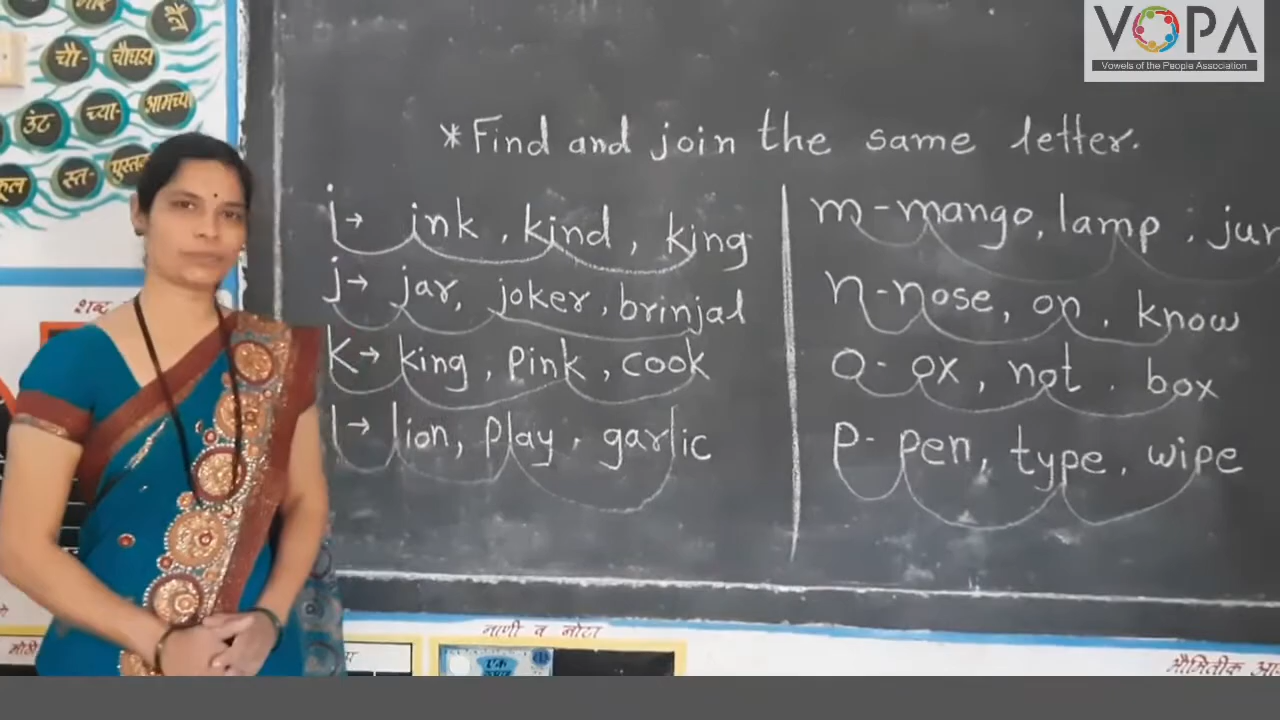 VOPA
Vowels of the People Association
चौ- चौघडा
उंट च्या- आमच्या
स्त- पुस्तक
* Find and join the same letter.
i→ ink, kind, king
j→ jar, joker, brinjal
k→ king, pink, cook
l→ lion, play, garlic
m-mango, lamp, jur
n-nose, on, know
o- ox, not, box
p- pen, type, wipe
शब्द
नाणी व नोटा
एक
भौमितीक आ